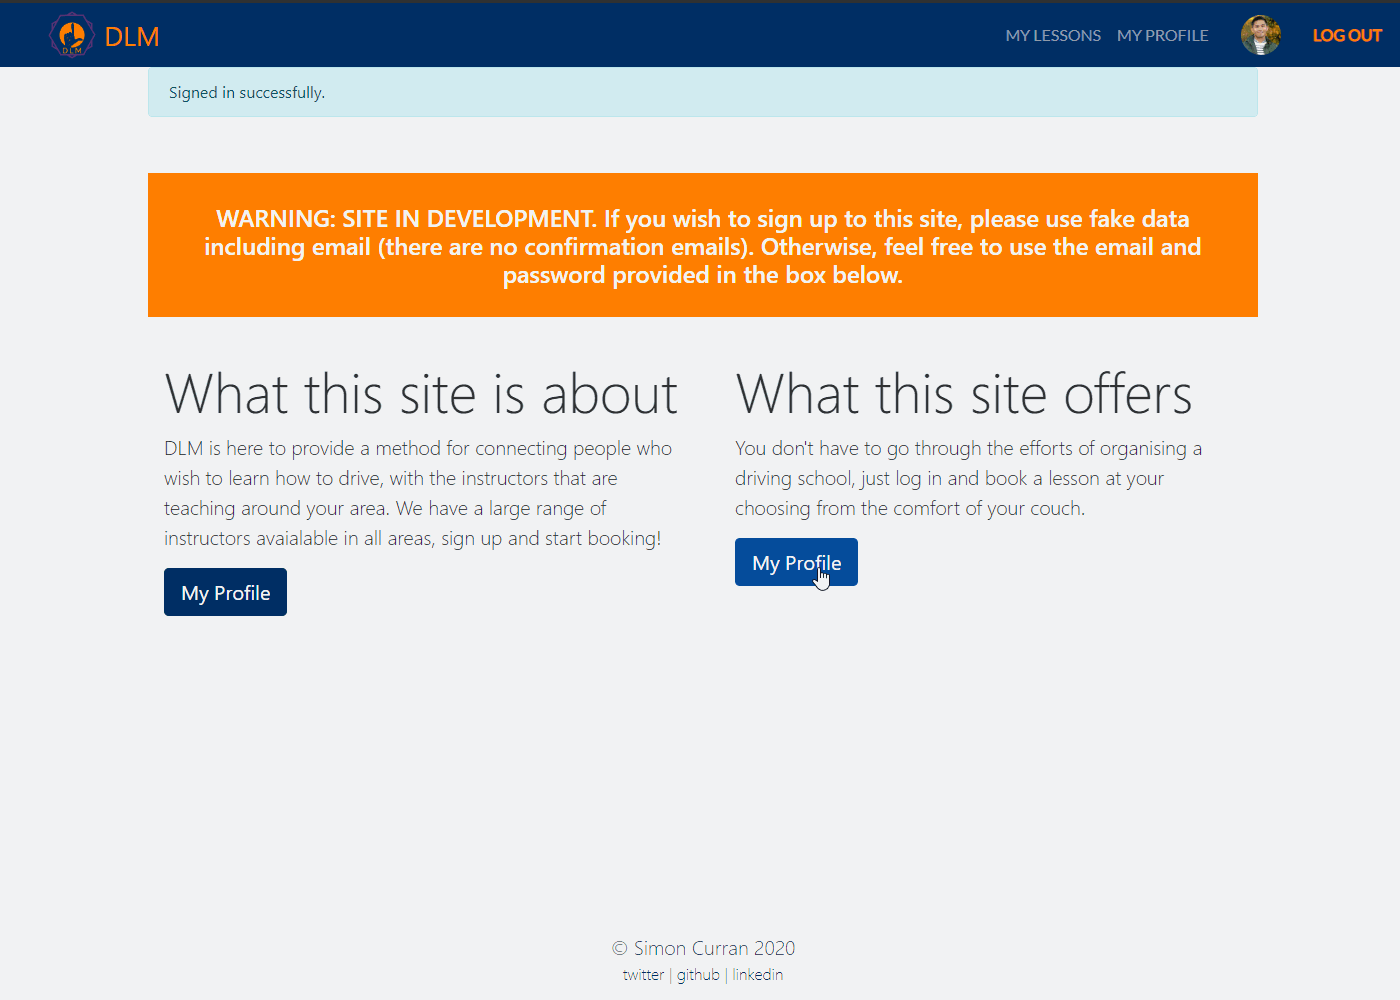 DLM
DLM
MY LESSONS
MY PROFILE
LOG OUT
Signed in successfully.
WARNING: SITE IN DEVELOPMENT. If you wish to sign up to this site, please use fake data
including email (there are no confirmation emails). Otherwise, feel free to use the email and
password provided in the box below.
What this site is about
DLM is here to provide a method for connecting people who
wish to learn how to drive, with the instructors that are
teaching around your area. We have a large range of
instructors avaialable in all areas, sign up and start booking!
My Profile
What this site offers
You don't have to go through the efforts of organising a
driving school, just log in and book a lesson at your
choosing from the comfort of your couch.
My Profile
© Simon Curran 2020
twitter | github | linkedin